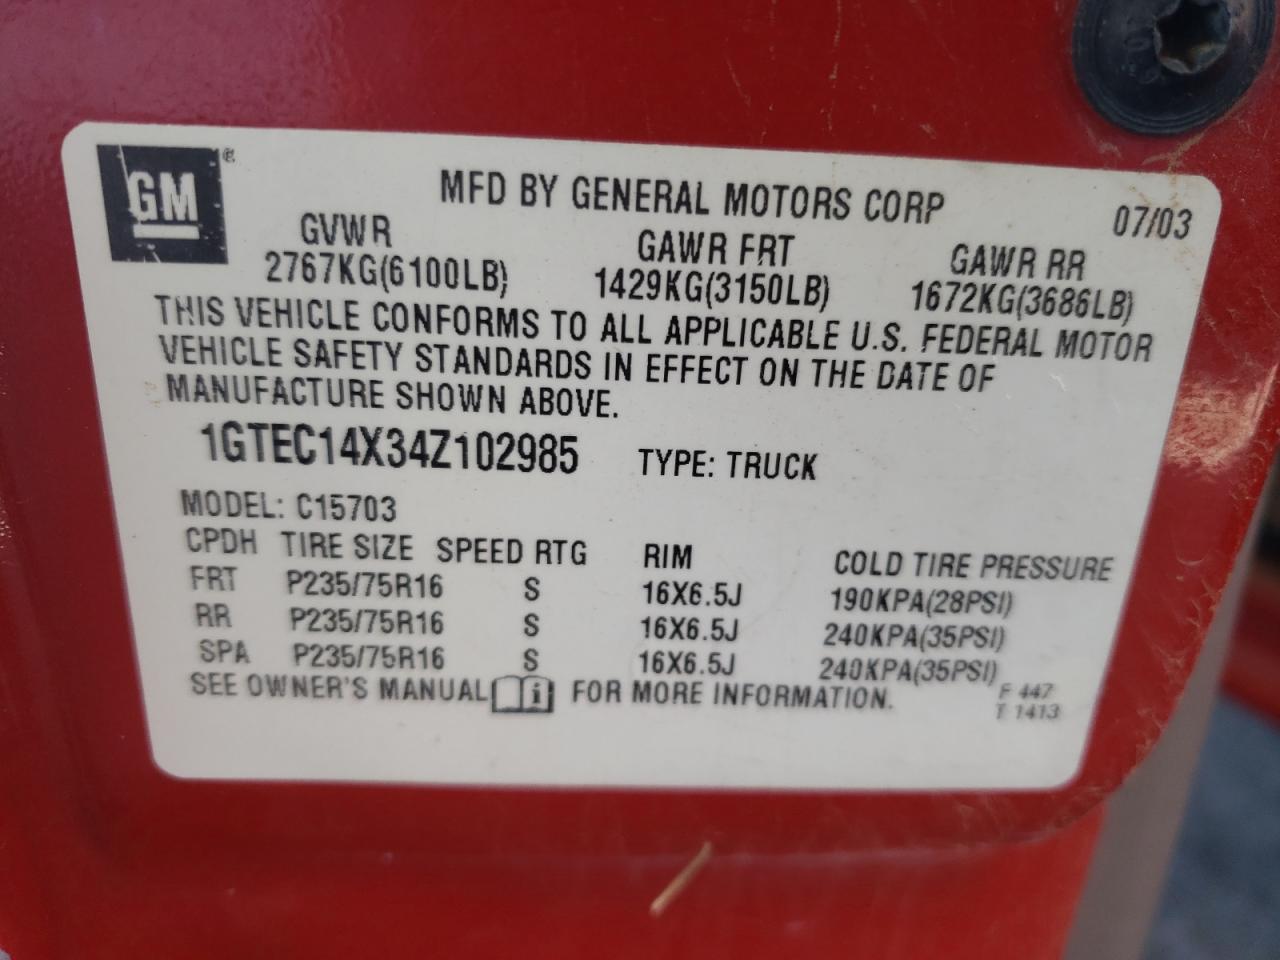 GM ®
MFD BY GENERAL MOTORS CORP 07/03
GVWR GAWR FRT GAWR RR
2767KG(6100LB) 1429KG(3150LB) 1672KG(3686LB)
THIS VEHICLE CONFORMS TO ALL APPLICABLE U.S. FEDERAL MOTOR
VEHICLE SAFETY STANDARDS IN EFFECT ON THE DATE OF
MANUFACTURE SHOWN ABOVE.
1GTEC14X34Z102985 TYPE: TRUCK
MODEL: C15703
CPDH TIRE SIZE SPEED RTG RIM COLD TIRE PRESSURE
FRT P235/75R16 S 16X6.5J 190KPA(28PSI)
RR P235/75R16 S 16X6.5J 240KPA(35PSI)
SPA P235/75R16 S 16X6.5J 240KPA(35PSI)
SEE OWNER'S MANUAL i FOR MORE INFORMATION.
F 447
T 1413